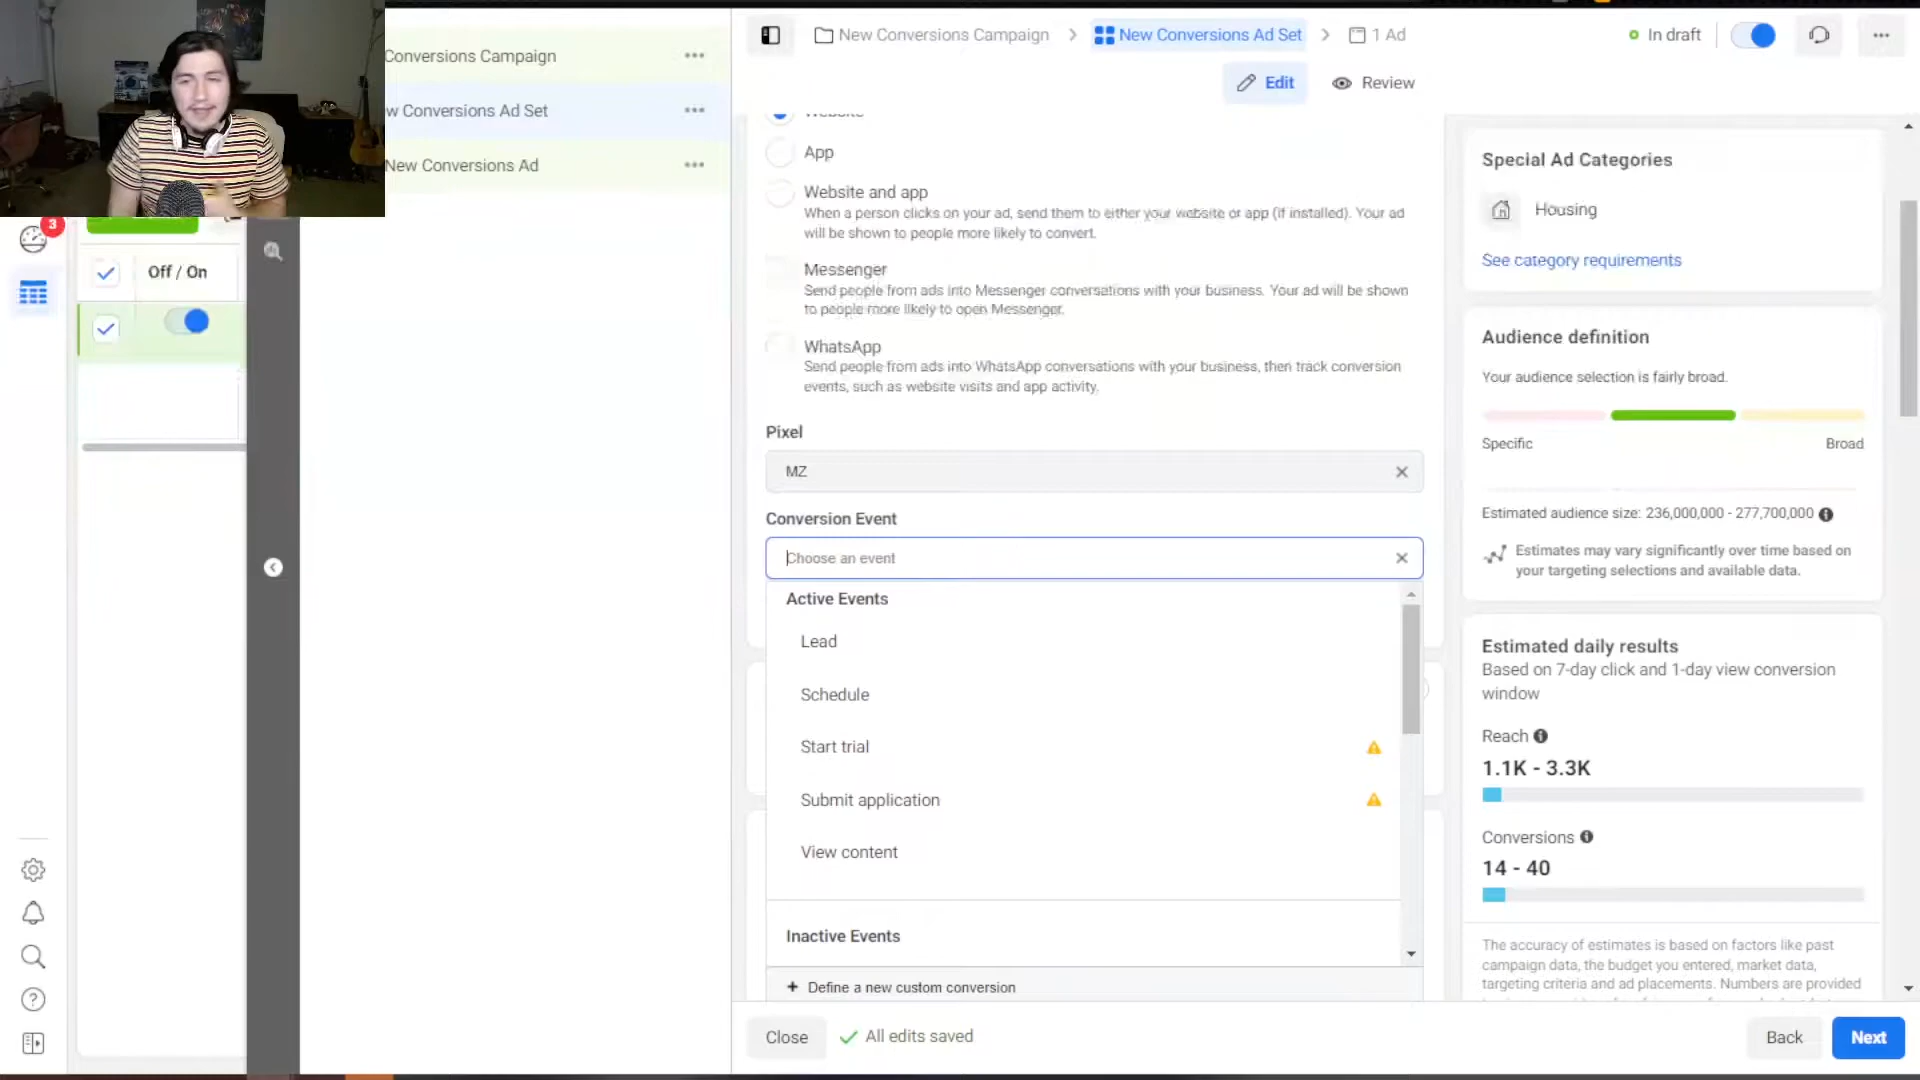 Conversions Campaign
w Conversions Ad Set
New Conversions Ad
New Conversions Campaign
New Conversions Ad Set
1 Ad
In draft
Edit
Review
3
Off / On
Website
App
Website and app
When a person clicks on your ad, send them to either your website or app (if installed). Your ad
will be shown to people more likely to convert.
Messenger
Send people from ads into Messenger conversations with your business. Your ad will be shown
to people more likely to open Messenger.
WhatsApp
Send people from ads into WhatsApp conversations with your business, then track conversion
events, such as website visits and app activity.
Pixel
MZ
Conversion Event
Choose an event
Active Events
Lead
Schedule
Start trial
Submit application
View content
Inactive Events
+ Define a new custom conversion
Close
All edits saved
Back
Next
Special Ad Categories
Housing
See category requirements
Audience definition
Your audience selection is fairly broad.
Specific
Broad
Estimated audience size: 236,000,000 - 277,700,000
Estimates may vary significantly over time based on
your targeting selections and available data.
Estimated daily results
Based on 7-day click and 1-day view conversion
window
Reach
1.1K - 3.3K
Conversions
14 - 40
The accuracy of estimates is based on factors like past
campaign data, the budget you entered, market data,
targeting criteria and ad placements. Numbers are provided